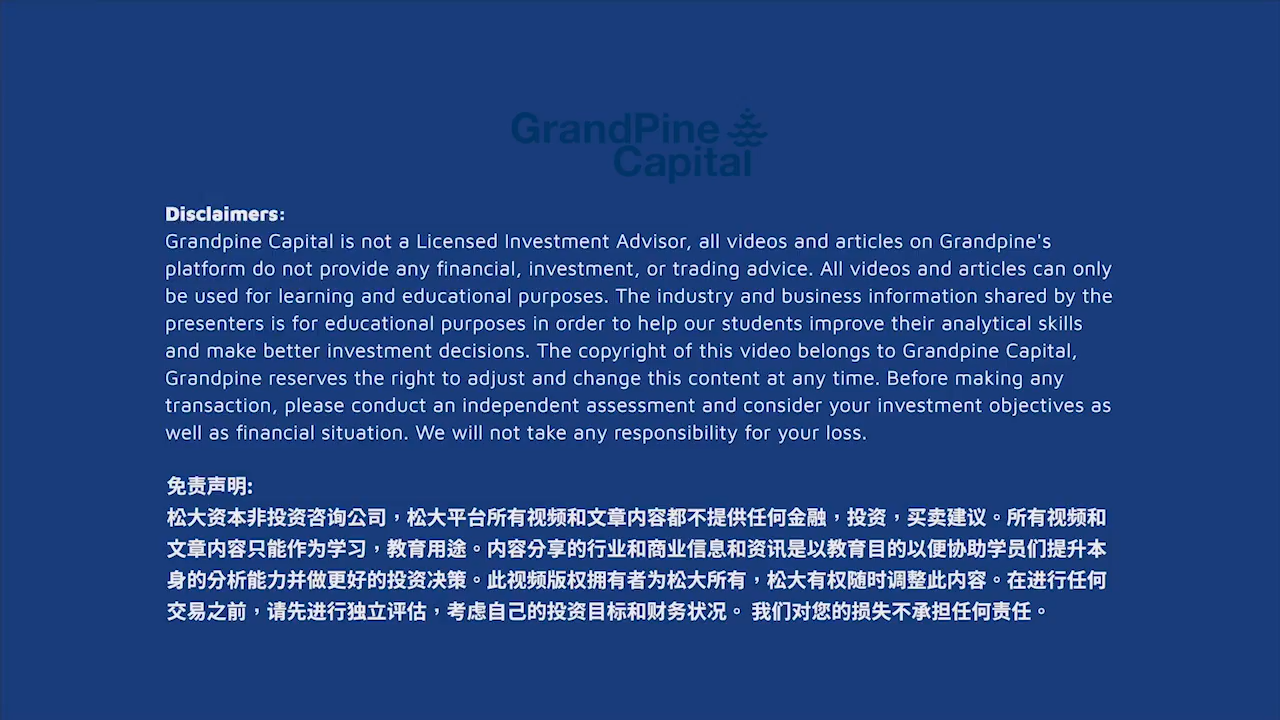 GrandPine
Capital
Disclaimers:
Grandpine Capital is not a Licensed Investment Advisor, all videos and articles on Grandpine's
platform do not provide any financial, investment, or trading advice. All videos and articles can only
be used for learning and educational purposes. The industry and business information shared by the
presenters is for educational purposes in order to help our students improve their analytical skills
and make better investment decisions. The copyright of this video belongs to Grandpine Capital,
Grandpine reserves the right to adjust and change this content at any time. Before making any
transaction, please conduct an independent assessment and consider your investment objectives as
well as financial situation. We will not take any responsibility for your loss.
免责声明:
松大资本非投资咨询公司，松大平台所有视频和文章内容都不提供任何金融，投资，买卖建议。所有视频和
文章内容只能作为学习，教育用途。内容分享的行业和商业信息和资讯是以教育目的以便协助学员们提升本
身的分析能力并做更好的投资决策。此视频版权拥有者为松大所有，松大有权随时调整此内容。在进行任何
交易之前，请先进行独立评估，考虑自己的投资目标和财务状况。 我们对您的损失不承担任何责任。